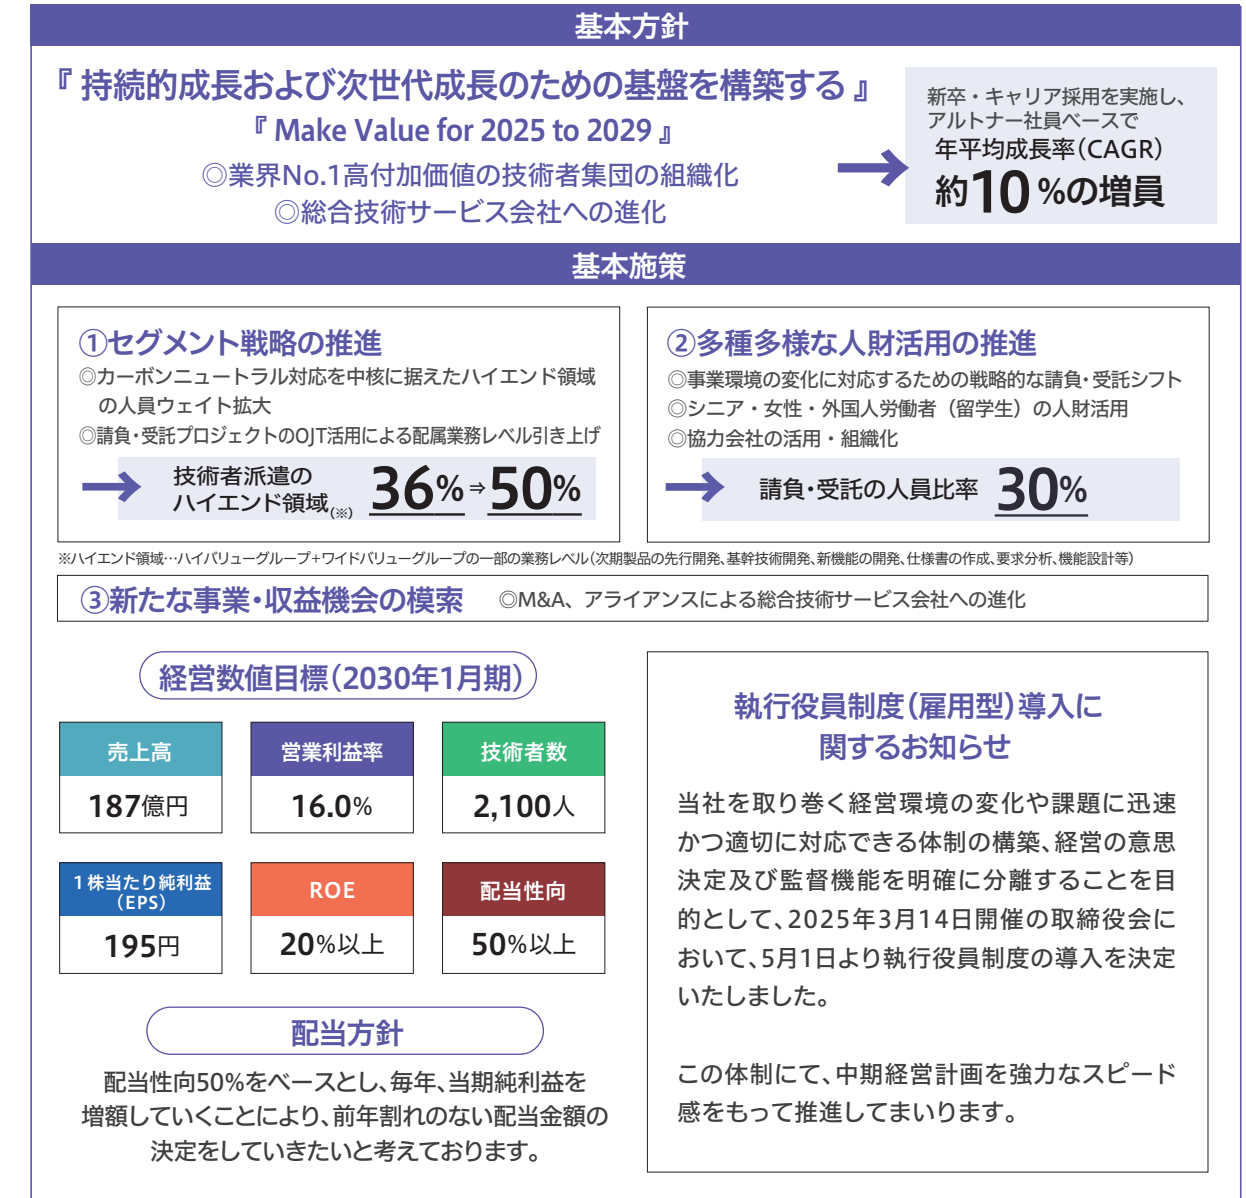 基本方針
『 持続的成長および次世代成長のための基盤を構築する 』
『 Make Value for 2025 to 2029 』
◎業界No.1高付加価値の技術者集団の組織化
◎総合技術サービス会社への進化
新卒・キャリア採用を実施し、
アルトナー社員ベースで
年平均成長率(CAGR)
約10%の増員
基本施策
①セグメント戦略の推進
◎カーボンニュートラル対応を中核に据えたハイエンド領域
の人員ウェイト拡大
◎請負・受託プロジェクトのOJT活用による配属業務レベル引き上げ
技術者派遣の
ハイエンド領域(※) 36%⇒50%
②多種多様な人財活用の推進
◎事業環境の変化に対応するための戦略的な請負・受託シフト
◎シニア・女性・外国人労働者（留学生）の人財活用
◎協力会社の活用・組織化
請負・受託の人員比率 30%
※ハイエンド領域…ハイバリューグループ+ワイドバリューグループの一部の業務レベル(次期製品の先行開発、基幹技術開発、新機能の開発、仕様書の作成、要求分析、機能設計等)
③新たな事業・収益機会の模索 ◎M&A、アライアンスによる総合技術サービス会社への進化
経営数値目標(2030年1月期)
売上高
187億円
営業利益率
16.0%
技術者数
2,100人
1株当たり純利益
(EPS)
195円
ROE
20%以上
配当性向
50%以上
配当方針
配当性向50%をベースとし、毎年、当期純利益を
増額していくことにより、前年割れのない配当金額の
決定をしていきたいと考えております。
執行役員制度(雇用型)導入に
関するお知らせ
当社を取り巻く経営環境の変化や課題に迅速
かつ適切に対応できる体制の構築、経営の意思
決定及び監督機能を明確に分離することを目
的として、2025年3月14日開催の取締役会に
おいて、5月1日より執行役員制度の導入を決定
いたしました。
この体制にて、中期経営計画を強力なスピード
感をもって推進してまいります。